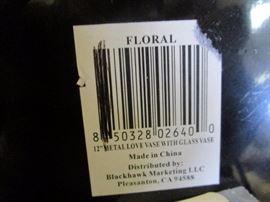 FLORAL
8 50328 02640 0
12" METAL LOVE VASE WITH GLASS VASE
Made in China
Distributed by:
Blackhawk Marketing LLC
Pleasanton, CA 94588